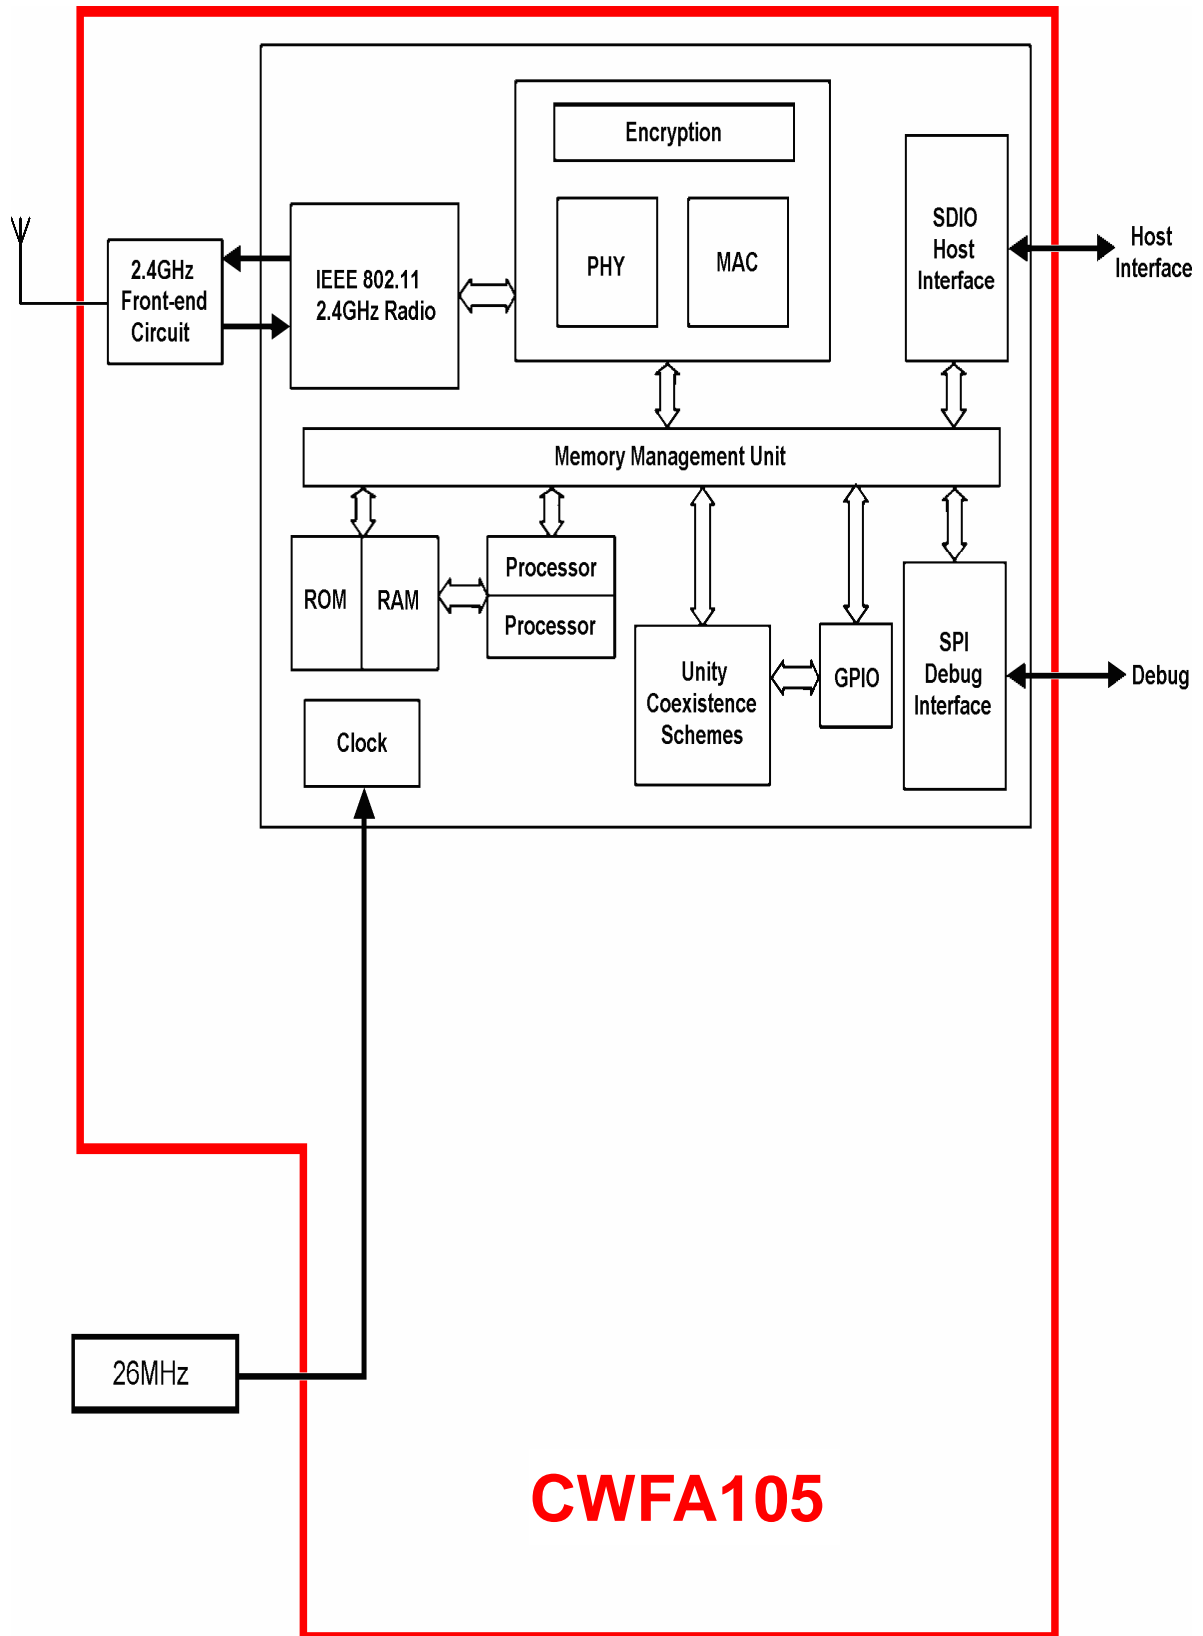 Encryption
PHY
MAC
SDIO
Host
Interface
Host
Interface
2.4GHz
Front-end
Circuit
IEEE 802.11
2.4GHz Radio
Memory Management Unit
ROM
RAM
Processor
Processor
Unity
Coexistence
Schemes
GPIO
SPI
Debug
Interface
Debug
Clock
26MHz
CWFA105